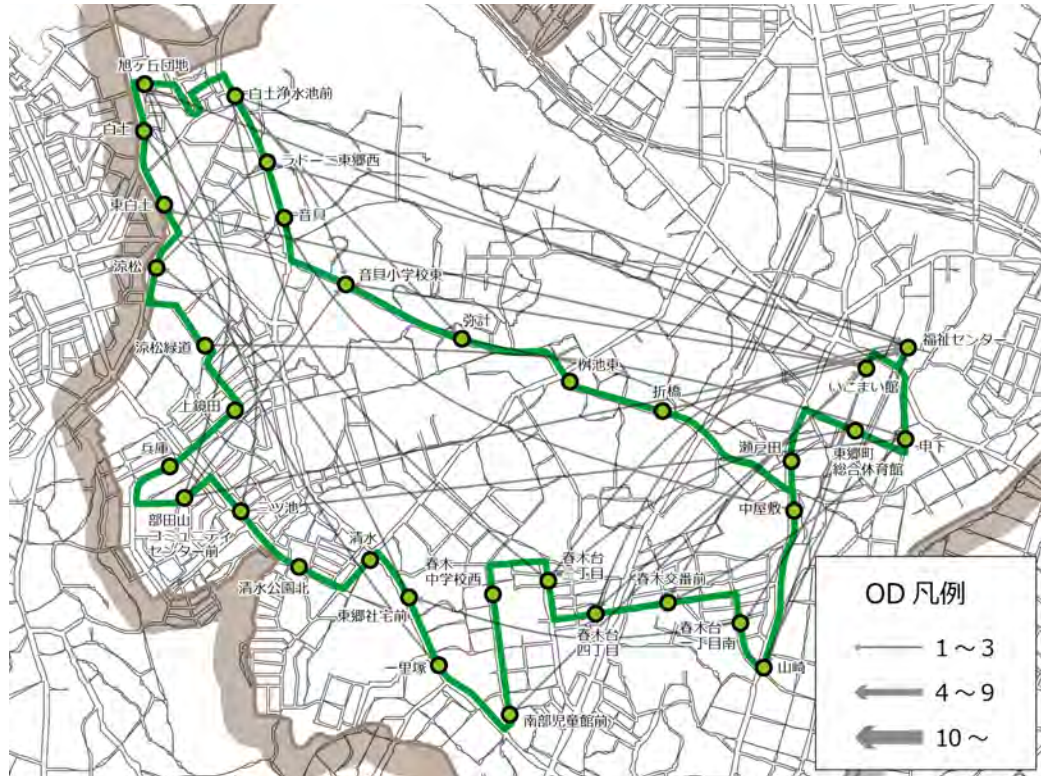 旭ヶ丘団地
白土浄水池前
白土
ラドーニ東郷西
東白土
音貝
涼松
音貝小学校東
弥計
涼松緑道
福祉センター
桝池東
いこまい館
上鏡田
折橋
兵庫
瀬戸田
東郷町
総合体育館
申下
部田山
コミュニティ
センター前
三ツ池
中屋敷
清水
清水公園北
春木
中学校西
春木台
二丁目
春木交番前
東郷社宅前
春木台
四丁目
春木台
一丁目南
一里塚
山崎
南部児童館前
OD 凡例
1～3
4～9
10～